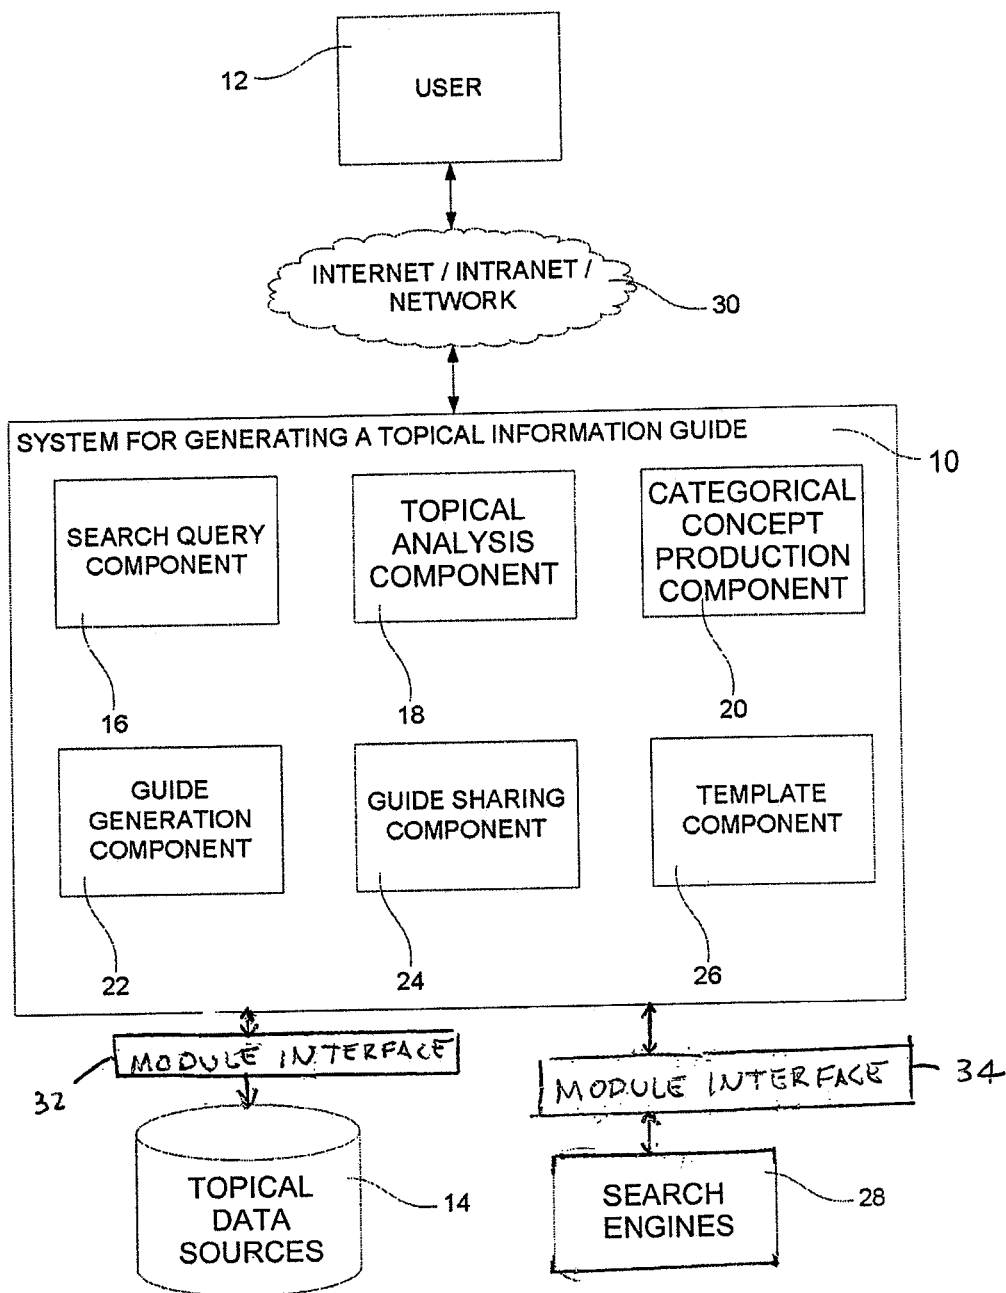 USER
12
INTERNET / INTRANET /
NETWORK
30
SYSTEM FOR GENERATING A TOPICAL INFORMATION GUIDE
10
SEARCH QUERY
COMPONENT
16
TOPICAL
ANALYSIS
COMPONENT
18
CATEGORICAL
CONCEPT
PRODUCTION
COMPONENT
20
GUIDE
GENERATION
COMPONENT
22
GUIDE SHARING
COMPONENT
24
TEMPLATE
COMPONENT
26
MODULE INTERFACE
32
MODULE INTERFACE
34
TOPICAL
DATA
SOURCES
14
SEARCH
ENGINES
28